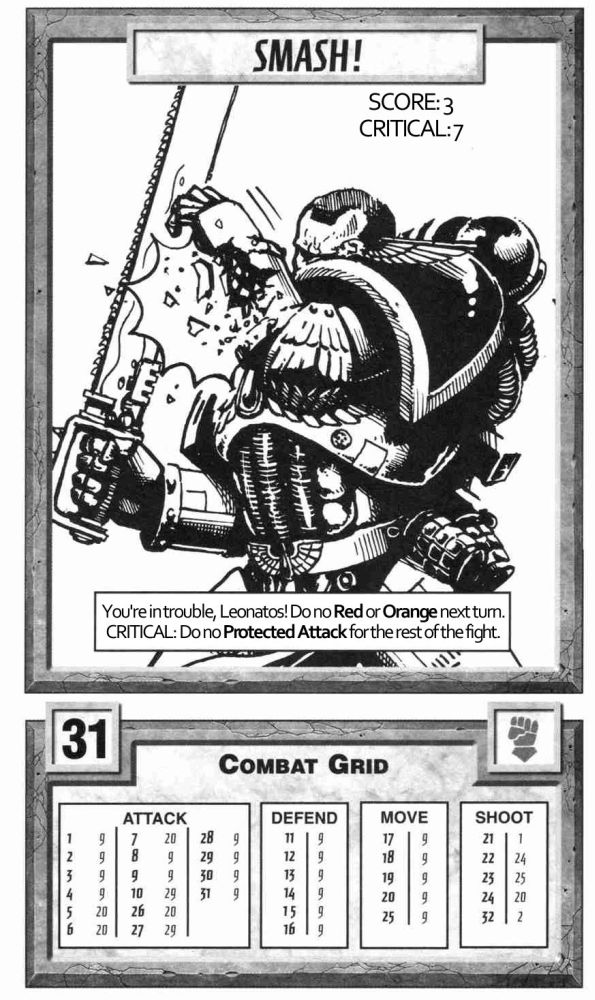 SMASH!
SCORE: 3
CRITICAL: 7
You're in trouble, Leonatos! Do no Red or Orange next turn.
CRITICAL: Do no Protected Attack for the rest of the fight.
31
COMBAT GRID
ATTACK DEFEND MOVE SHOOT
1 9 7 20 28 9 11 9 17 9 21 1
2 9 8 9 29 9 12 9 18 9 22 24
3 9 9 9 30 9 13 9 19 9 23 25
4 9 10 29 31 9 14 9 20 9 24 20
5 20 26 20 15 9 25 9 32 2
6 20 27 29 16 9